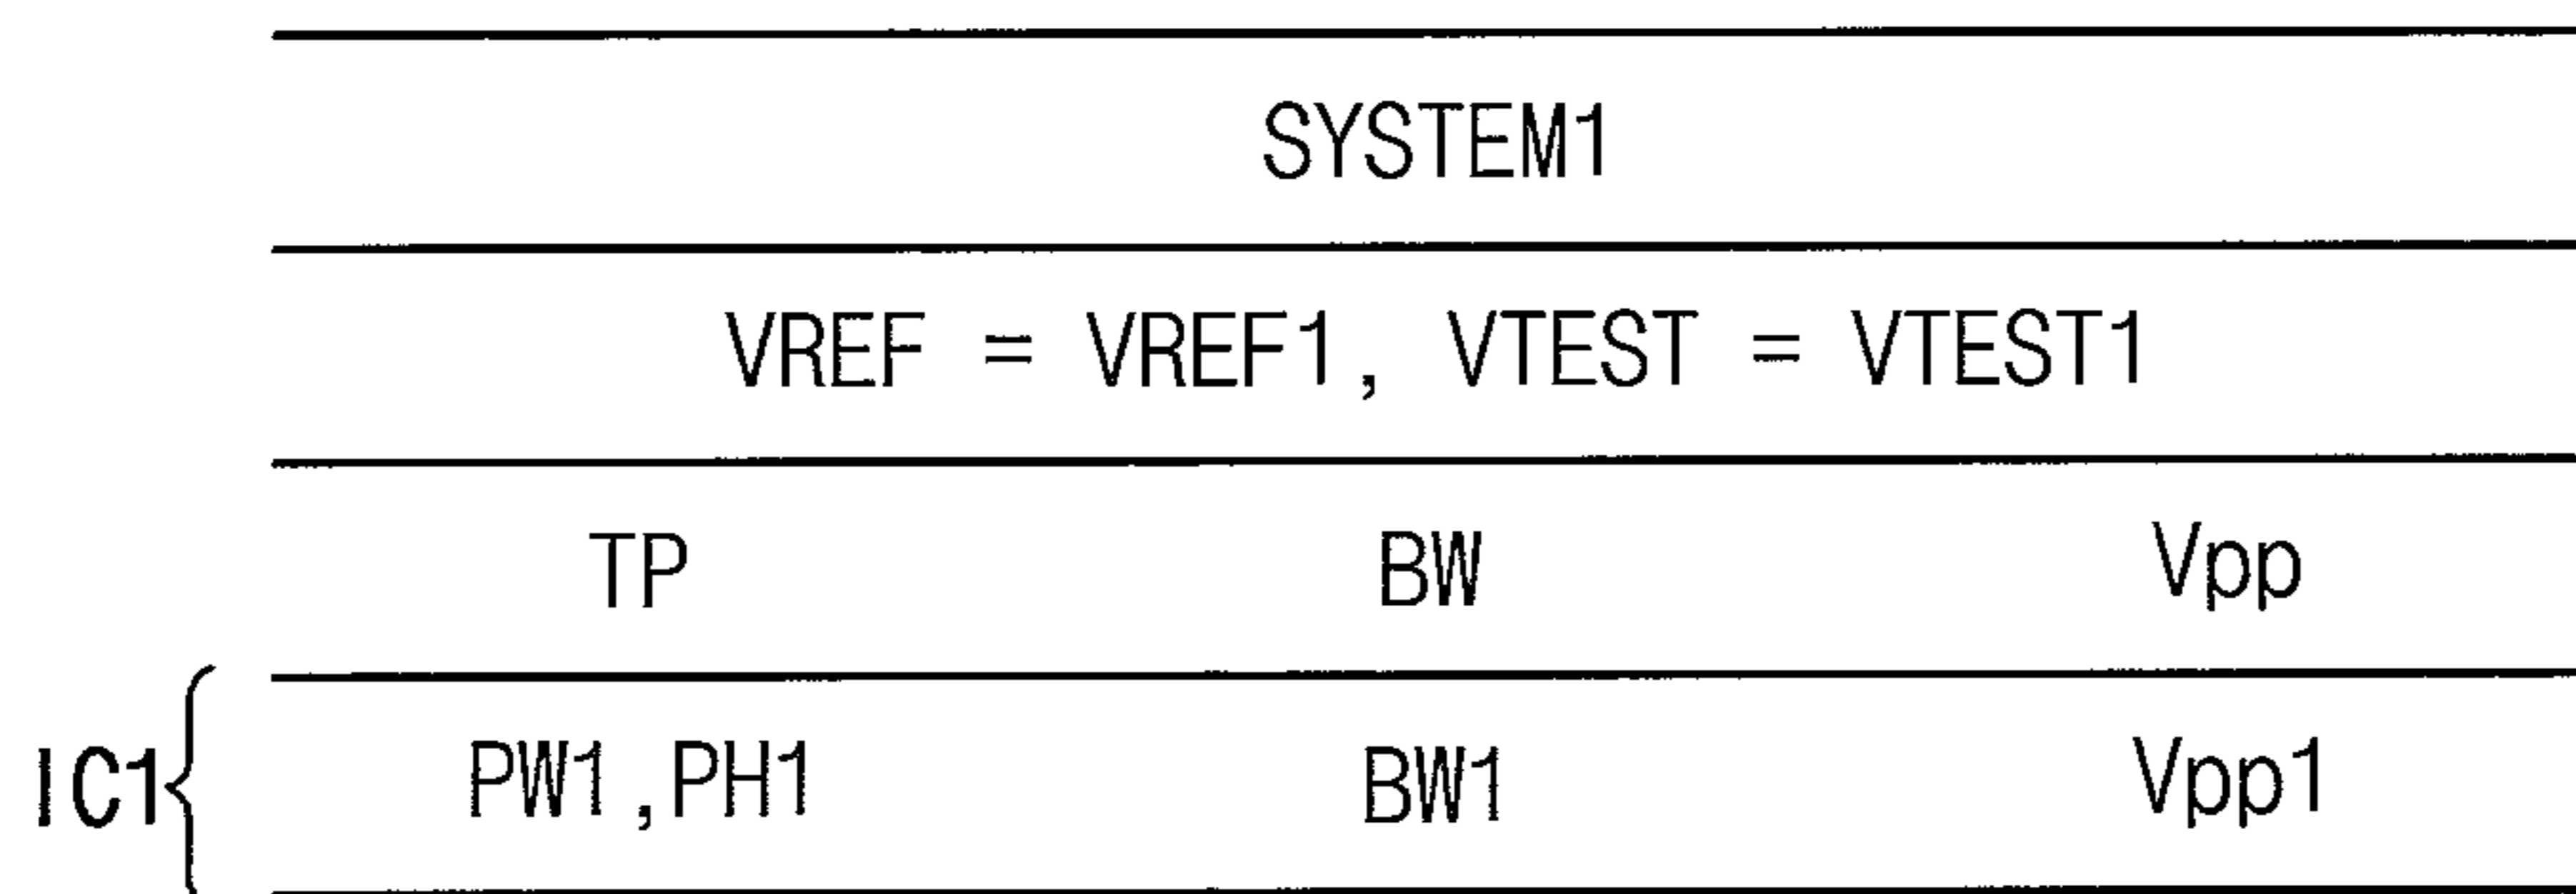 SYSTEM1
VREF = VREF1, VTEST = VTEST1
TP BW Vpp
IC1 PW1,PH1 BW1 Vpp1